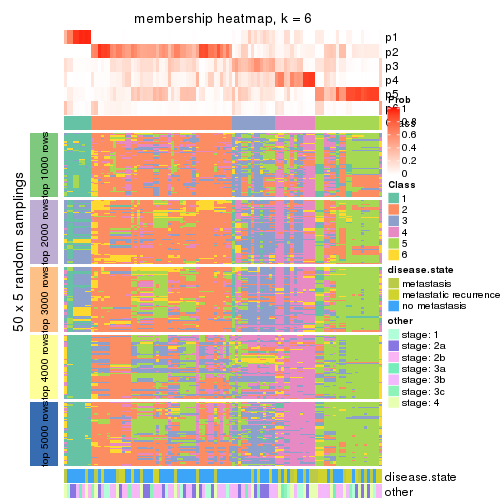 membership heatmap, k = 6
p1
p2
p3
p4
p5
p6
Prob
1
0.8
0.6
0.4
0.2
0
Class
1
2
3
4
5
6
disease.state
metastasis
metastatic recurrence
no metastasis
other
stage: 1
stage: 2a
stage: 2b
stage: 3a
stage: 3b
stage: 3c
stage: 4
50 x 5 random samplings
top 1000 rows
top 2000 rows
top 3000 rows
top 4000 rows
top 5000 rows
disease.state
other